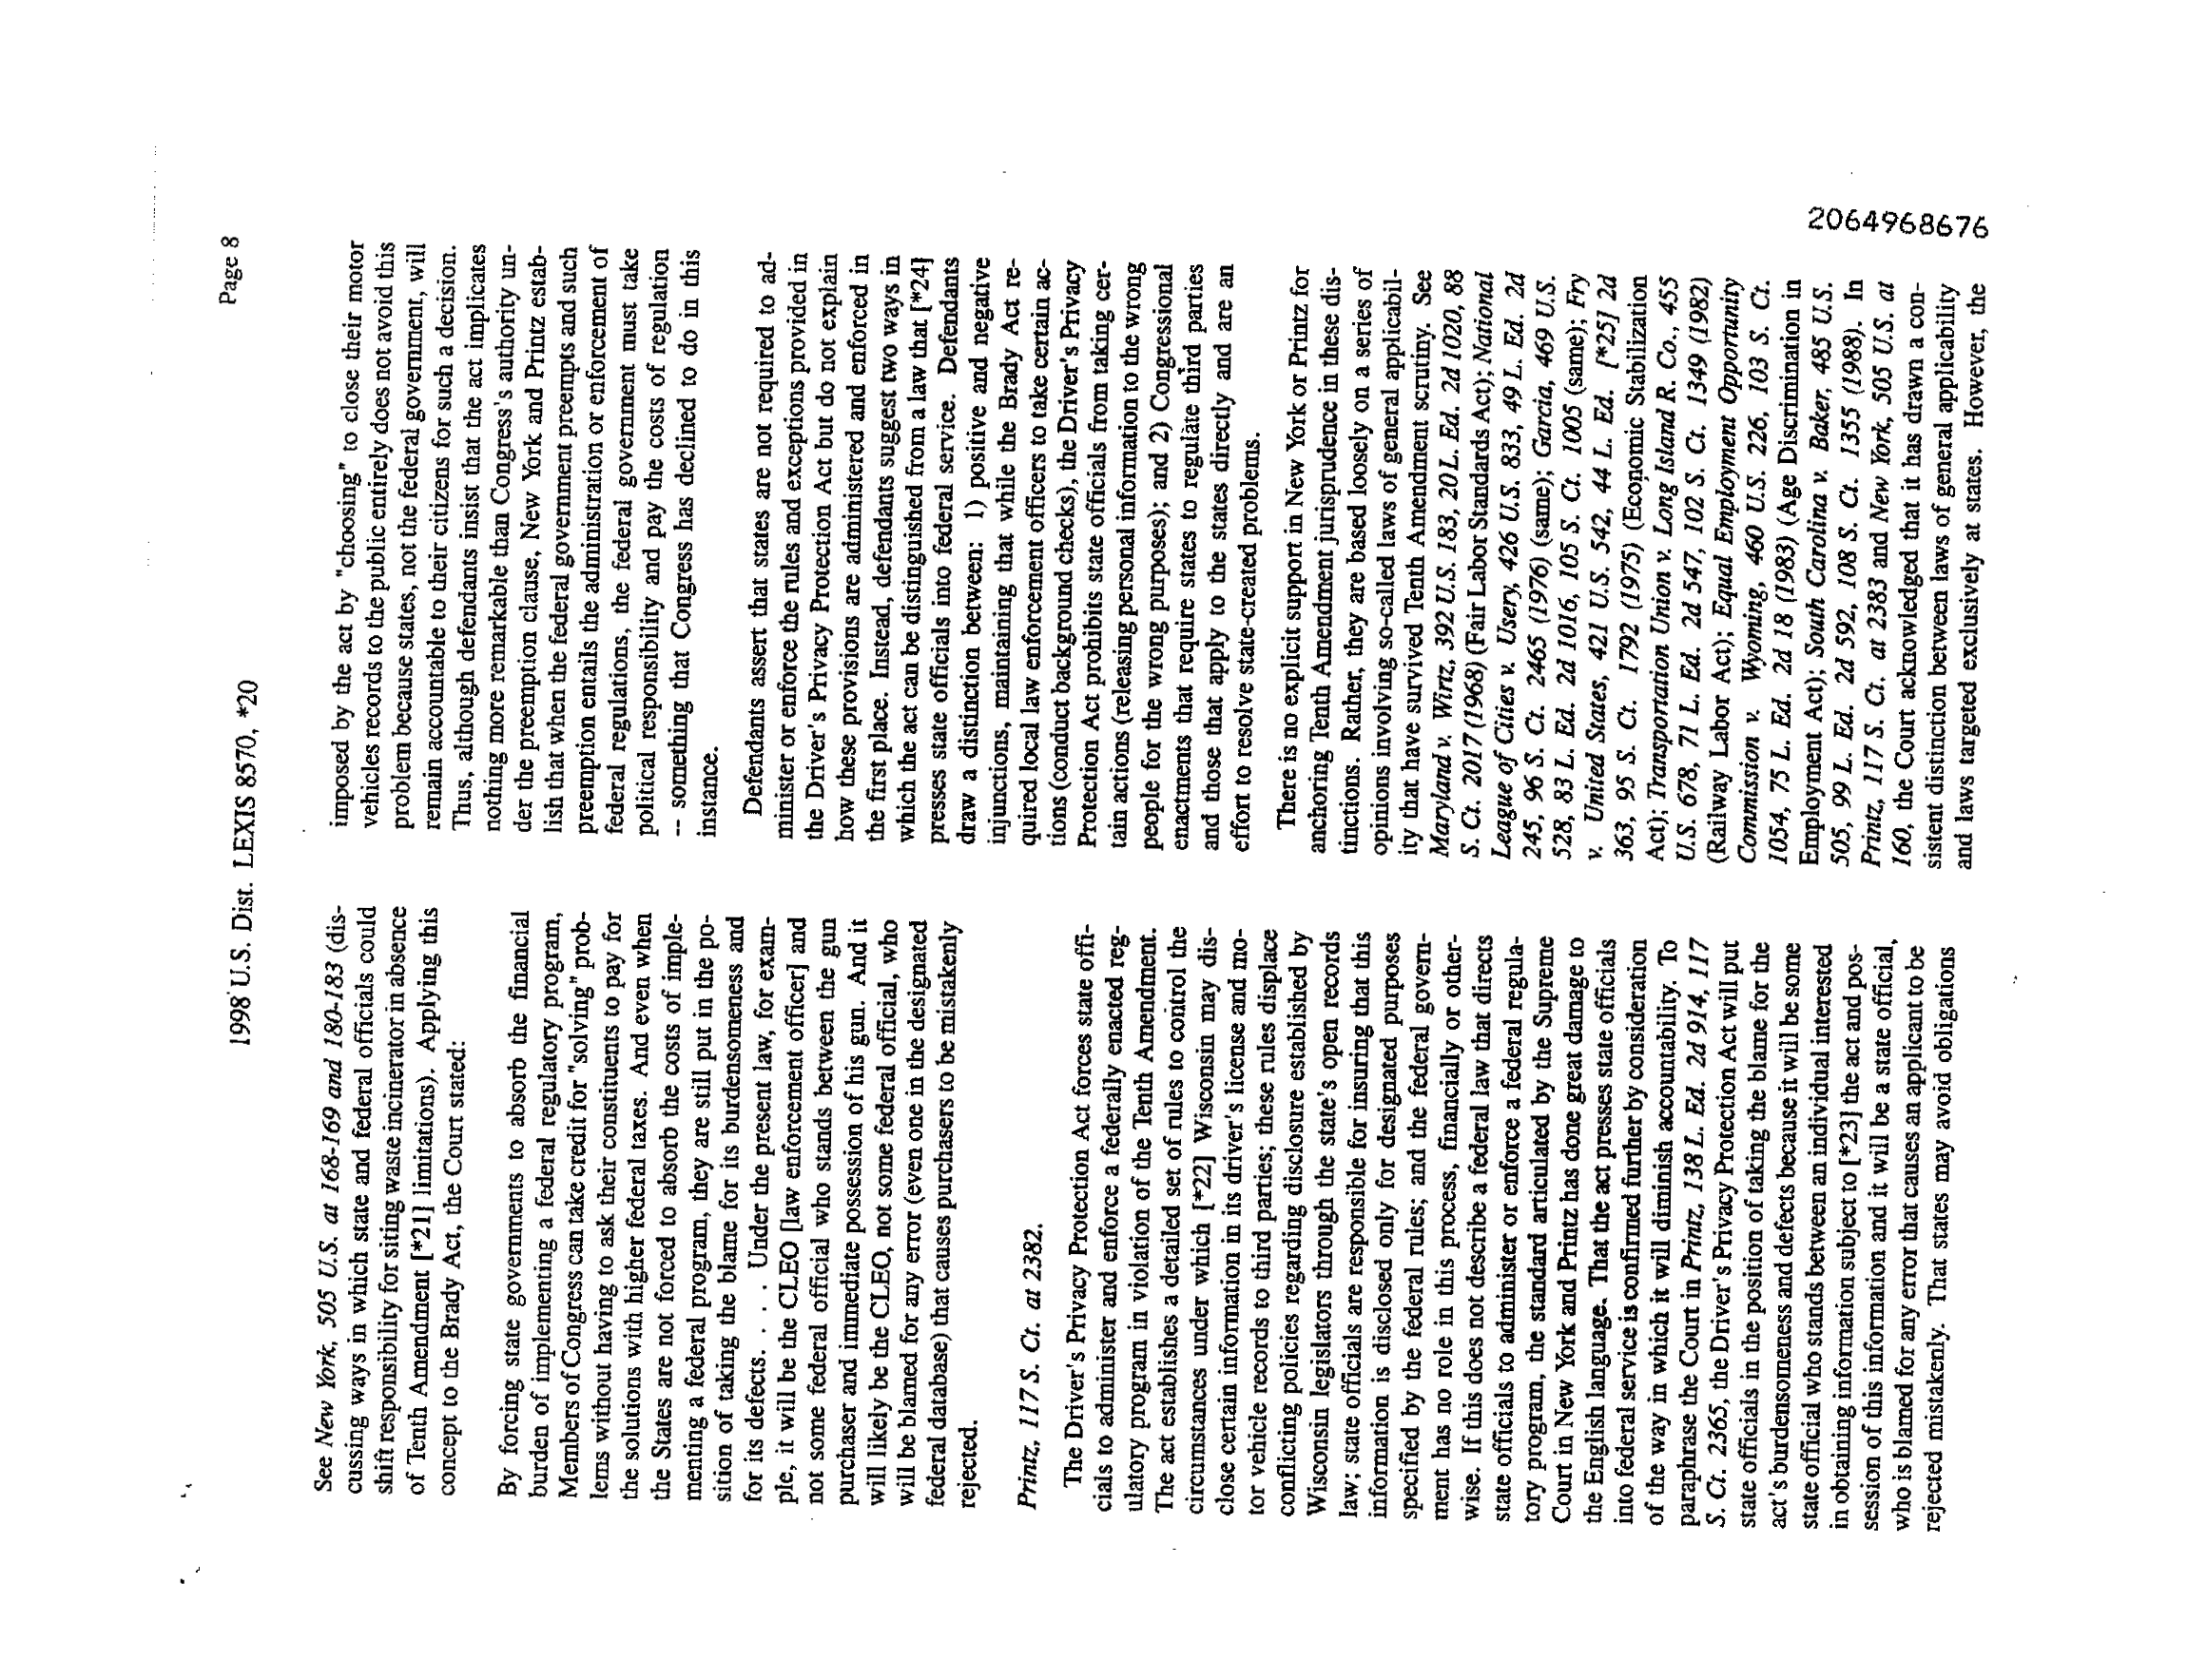 Page 8
1998 U.S. Dist. LEXIS 8570, *20
See New York, 505 U.S. at 168-169 and 180-183 (dis-
cussing ways in which state and federal officials could
shift responsibility for siting waste incinerator in absence
of Tenth Amendment [*21] limitations). Applying this
concept to the Brady Act, the Court stated:
By forcing state governments to absorb the financial
burden of implementing a federal regulatory program,
Members of Congress can take credit for "solving" prob-
lems without having to ask their constituents to pay for
the solutions with higher federal taxes. And even when
the States are not forced to absorb the costs of imple-
menting a federal program, they are still put in the po-
sition of taking the blame for its burdensomeness and
for its defects. . . . Under the present law, for exam-
ple, it will be the CLEO [law enforcement officer] and
not some federal official who stands between the gun
purchaser and immediate possession of his gun. And it
will likely be the CLEO, not some federal official, who
will be blamed for any error (even one in the designated
federal database) that causes purchasers to be mistakenly
rejected.
Printz, 117 S. Ct. at 2382.
The Driver's Privacy Protection Act forces state offi-
cials to administer and enforce a federally enacted reg-
ulatory program in violation of the Tenth Amendment.
The act establishes a detailed set of rules to control the
circumstances under which [*22] Wisconsin may dis-
close certain information in its driver's license and mo-
tor vehicle records to third parties; these rules displace
conflicting policies regarding disclosure established by
Wisconsin legislators through the state's open records
law; state officials are responsible for insuring that this
information is disclosed only for designated purposes
specified by the federal rules; and the federal govern-
ment has no role in this process, financially or other-
wise. If this does not describe a federal law that directs
state officials to administer or enforce a federal regula-
tory program, the standard articulated by the Supreme
Court in New York and Printz has done great damage to
the English language. That the act presses state officials
into federal service is confirmed further by consideration
of the way in which it will diminish accountability. To
paraphrase the Court in Printz, 138 L. Ed. 2d 914, 117
S. Ct. 2365, the Driver's Privacy Protection Act will put
state officials in the position of taking the blame for the
act's burdensomeness and defects because it will be some
state official who stands between an individual interested
in obtaining information subject to [*23] the act and pos-
session of this information and it will be a state official,
who is blamed for any error that causes an applicant to be
rejected mistakenly. That states may avoid obligations
imposed by the act by "choosing" to close their motor
vehicles records to the public entirely does not avoid this
problem because states, not the federal government, will
remain accountable to their citizens for such a decision.
Thus, although defendants insist that the act implicates
nothing more remarkable than Congress's authority un-
der the preemption clause, New York and Printz estab-
lish that when the federal government preempts and such
preemption entails the administration or enforcement of
federal regulations, the federal government must take
political responsibility and pay the costs of regulation
-- something that Congress has declined to do in this
instance.
Defendants assert that states are not required to ad-
minister or enforce the rules and exceptions provided in
the Driver's Privacy Protection Act but do not explain
how these provisions are administered and enforced in
the first place. Instead, defendants suggest two ways in
which the act can be distinguished from a law that [*24]
presses state officials into federal service. Defendants
draw a distinction between: 1) positive and negative
injunctions, maintaining that while the Brady Act re-
quired local law enforcement officers to take certain ac-
tions (conduct background checks), the Driver's Privacy
Protection Act prohibits state officials from taking cer-
tain actions (releasing personal information to the wrong
people for the wrong purposes); and 2) Congressional
enactments that require states to regulate third parties
and those that apply to the states directly and are an
effort to resolve state-created problems.
There is no explicit support in New York or Printz for
anchoring Tenth Amendment jurisprudence in these dis-
tinctions. Rather, they are based loosely on a series of
opinions involving so-called laws of general applicabil-
ity that have survived Tenth Amendment scrutiny. See
Maryland v. Wirtz, 392 U.S. 183, 20 L. Ed. 2d 1020, 88
S. Ct. 2017 (1968) (Fair Labor Standards Act); National
League of Cities v. Usery, 426 U.S. 833, 49 L. Ed. 2d
245, 96 S. Ct. 2465 (1976) (same); Garcia, 469 U.S.
528, 83 L. Ed. 2d 1016, 105 S. Ct. 1005 (same); Fry
v. United States, 421 U.S. 542, 44 L. Ed. [*25] 2d
363, 95 S. Ct. 1792 (1975) (Economic Stabilization
Act); Transportation Union v. Long Island R. Co., 455
U.S. 678, 71 L. Ed. 2d 547, 102 S. Ct. 1349 (1982)
(Railway Labor Act); Equal Employment Opportunity
Commission v. Wyoming, 460 U.S. 226, 103 S. Ct.
1054, 75 L. Ed. 2d 18 (1983) (Age Discrimination in
Employment Act); South Carolina v. Baker, 485 U.S.
505, 99 L. Ed. 2d 592, 108 S. Ct. 1355 (1988). In
Printz, 117 S. Ct. at 2383 and New York, 505 U.S. at
160, the Court acknowledged that it has drawn a con-
sistent distinction between laws of general applicability
and laws targeted exclusively at states. However, the
2064968676